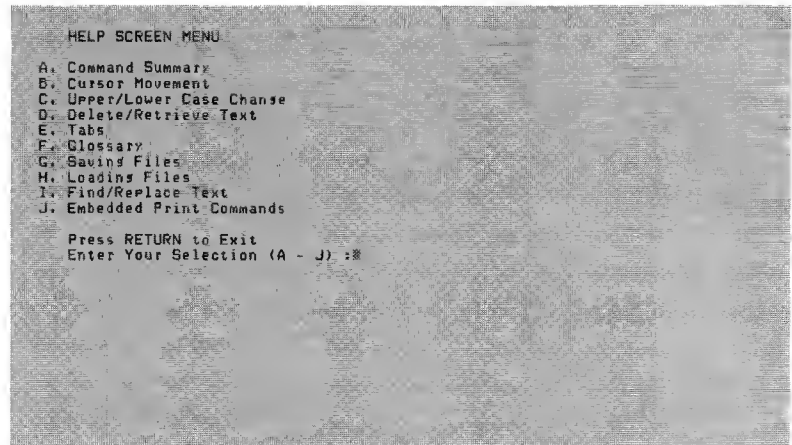 HELP SCREEN MENU
A. Command Summary
B. Cursor Movement
C. Upper/Lower Case Change
D. Delete/Retrieve Text
E. Tabs
F. Glossary
G. Saving Files
H. Loading Files
I. Find/Replace Text
J. Embedded Print Commands
Press RETURN to Exit
Enter Your Selection (A - J) :